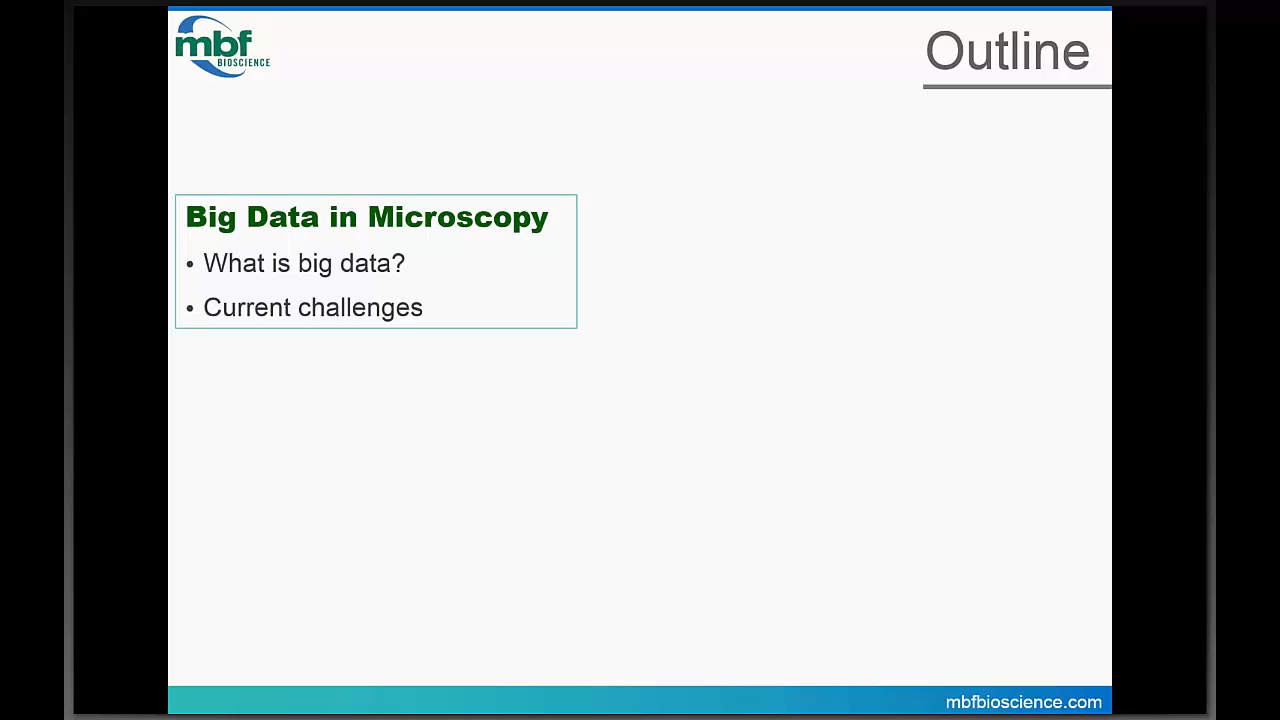 mbf
BIOSCIENCE
Outline
Big Data in Microscopy
• What is big data?
• Current challenges
mbfbioscience.com